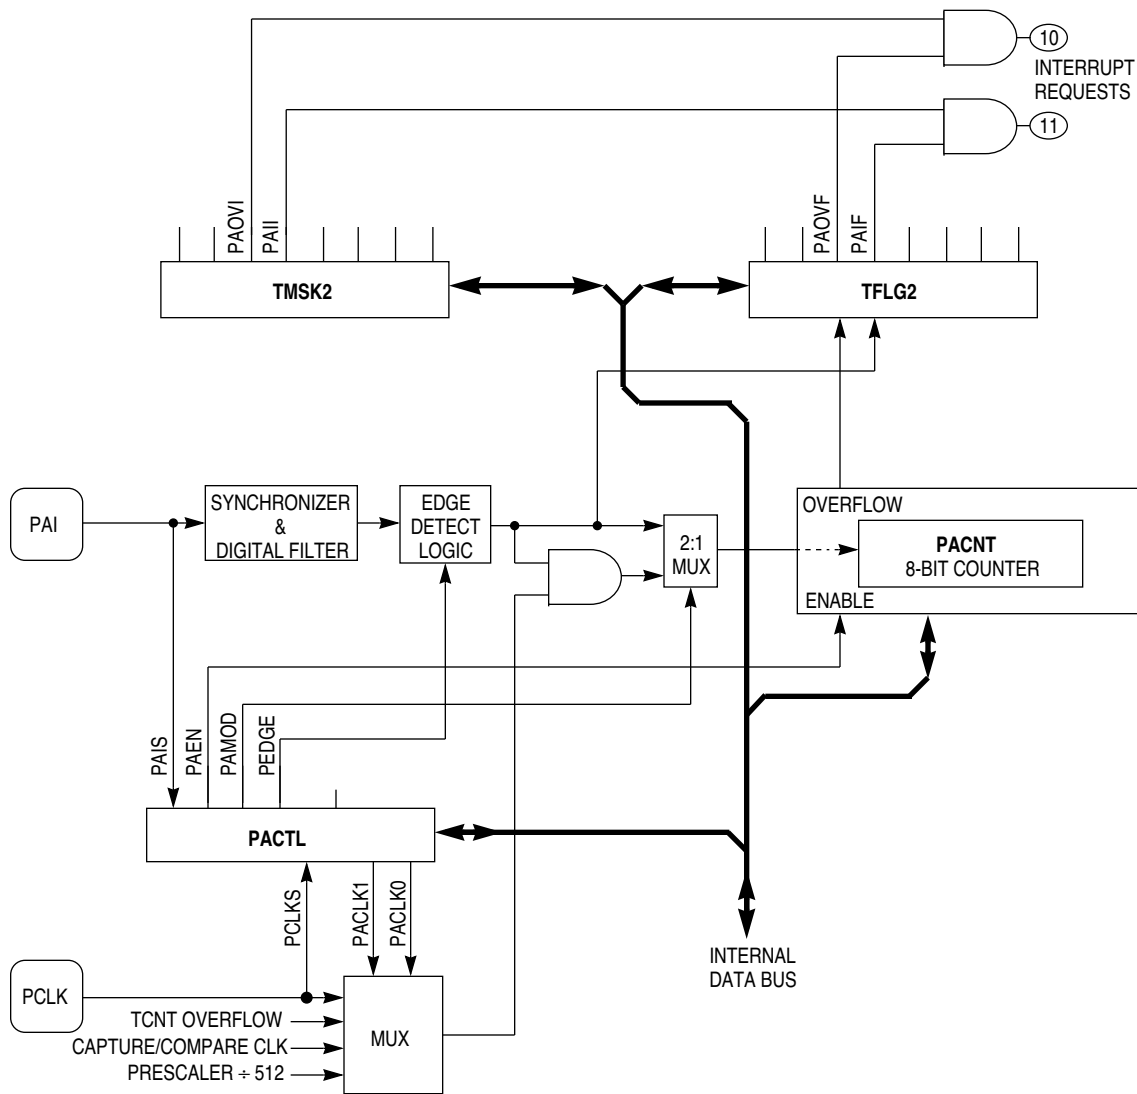 10
INTERRUPT
REQUESTS
11
PAOVI
PAII
PAOVF
PAIF
TMSK2
TFLG2
PAI
SYNCHRONIZER
&
DIGITAL FILTER
EDGE
DETECT
LOGIC
2:1
MUX
OVERFLOW
PACNT
8-BIT COUNTER
ENABLE
PAIS
PAEN
PAMOD
PEDGE
PACTL
PCLKS
PACLK1
PACLK0
INTERNAL
DATA BUS
PCLK
TCNT OVERFLOW
CAPTURE/COMPARE CLK
PRESCALER ÷ 512
MUX